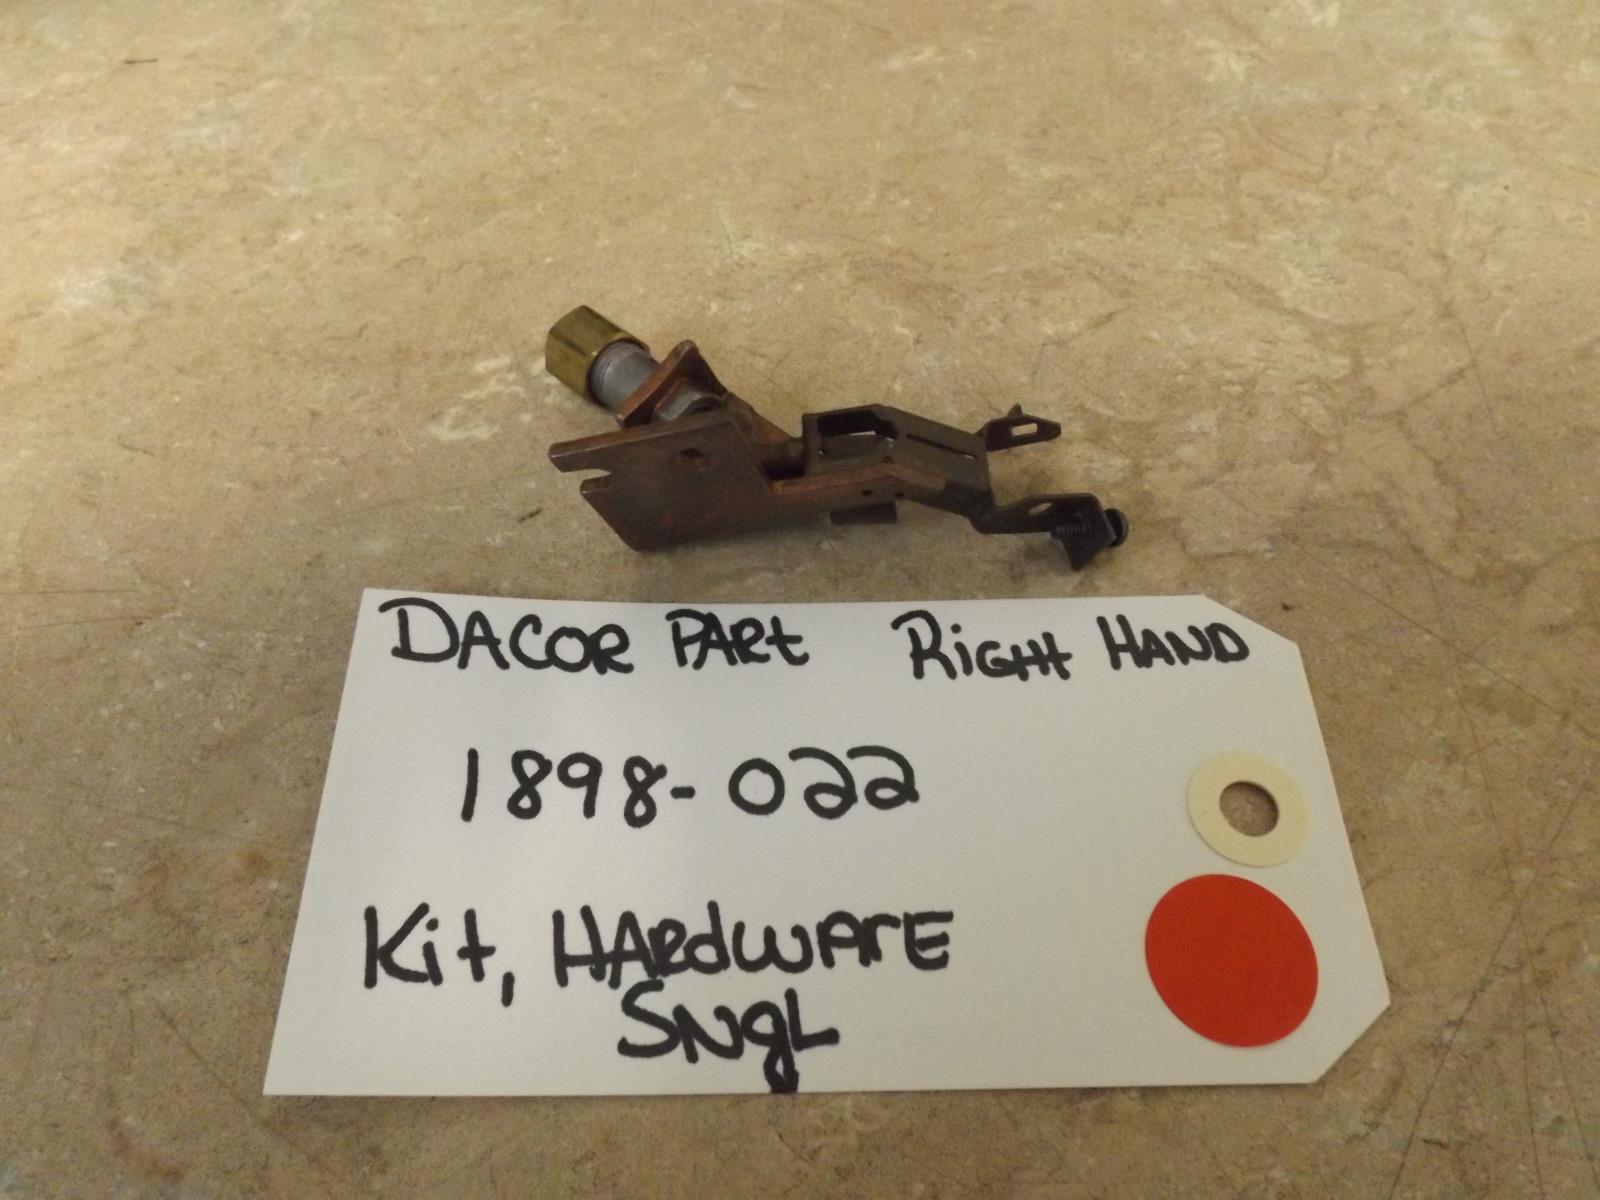 DACOR PARt RiGHt HAND
1898-022
Kit, HARdWArE
SNgL